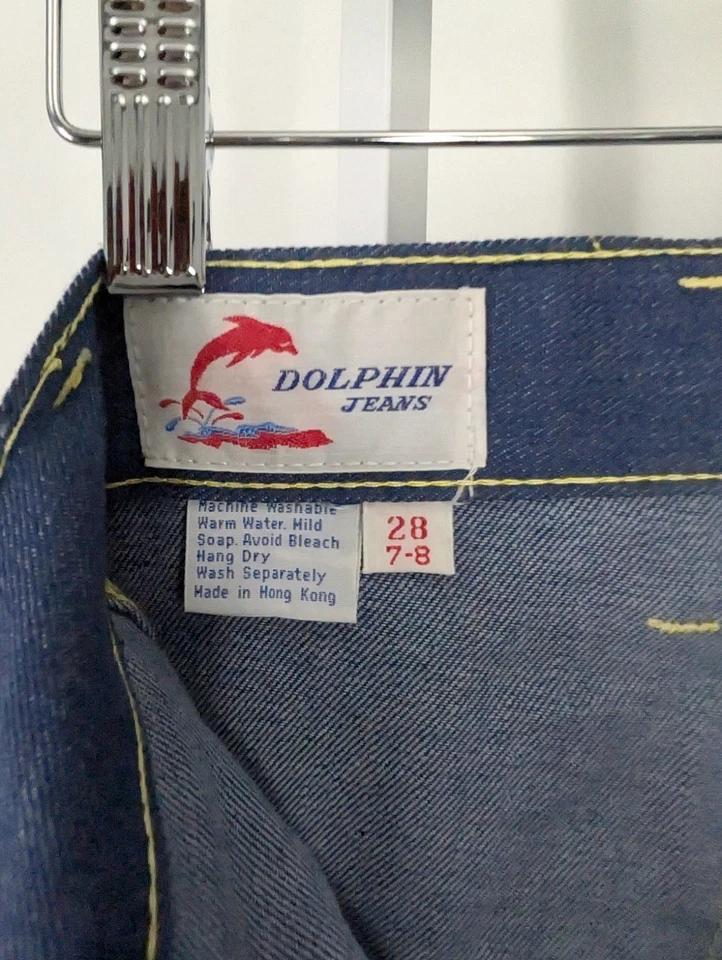 DOLPHIN
JEANS
Machine Washable
Warm Water. Mild
Soap. Avoid Bleach
Hang Dry
Wash Separately
Made in Hong Kong
28
7-8